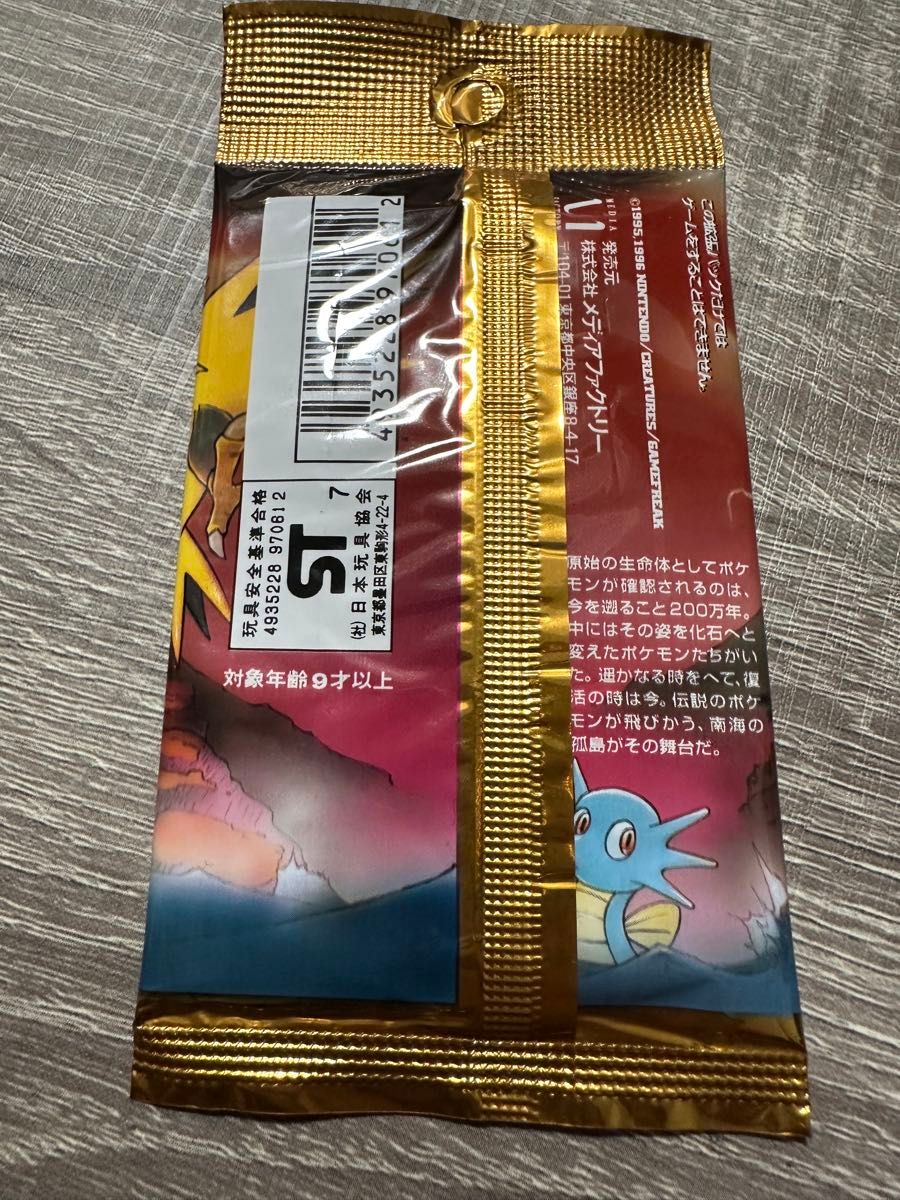 この拡張パックだけでは
ゲームをすることはできません。
©1995,1996 NINTENDO/CREATURES/GAMEFREAK
MEDIA
発売元
株式会社 メディアファクトリー
〒104-01東京都中央区銀座8-4-17
玩具安全基準合格
4935228 970612
ST
7
(社)日本玩具協会
東京都墨田区東駒形4-22-4
対象年齢9才以上
原始の生命体としてポケ
モンが確認されるのは、
今を遡ること200万年。
中にはその姿を化石へと
変えたポケモンたちがい
た。遥かなる時をへて、復
活の時は今。伝説のポケ
モンが飛びかう、南海の
孤島がその舞台だ。